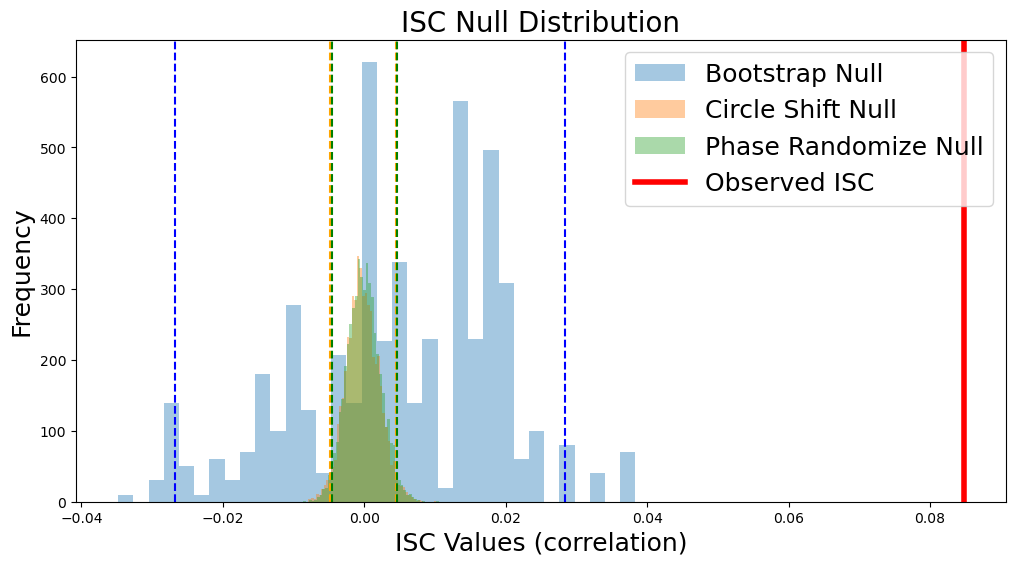 ISC Null Distribution
Frequency
600
500
400
300
200
100
0
−0.04
−0.02
0.00
0.02
0.04
0.06
0.08
ISC Values (correlation)
Bootstrap Null
Circle Shift Null
Phase Randomize Null
Observed ISC